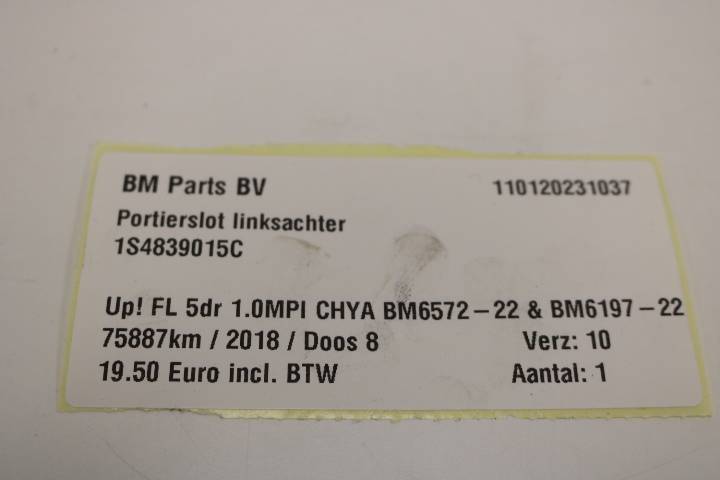 BM Parts BV 110120231037
Portierslot linksachter
1S4839015C
Up! FL 5dr 1.0MPI CHYA BM6572-22 & BM6197-22
75887km / 2018 / Doos 8 Verz: 10
19.50 Euro incl. BTW Aantal: 1